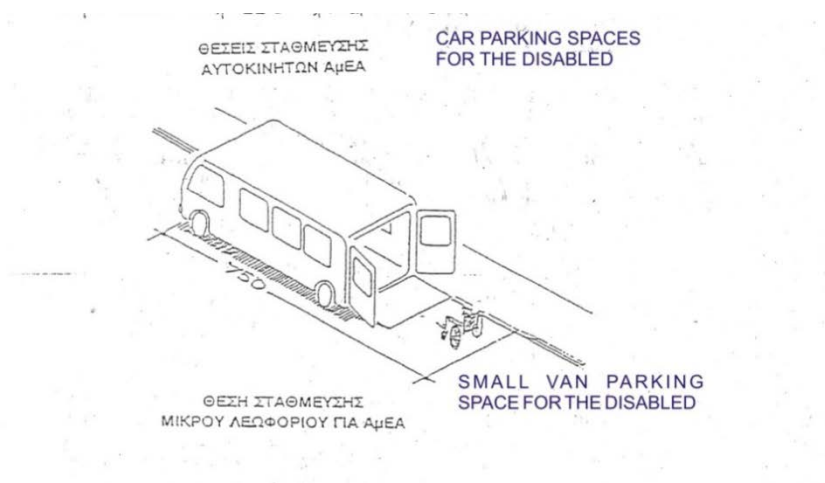 ΘΕΣΕΙΣ ΣΤΑΘΜΕΥΣΗΣ
ΑΥΤΟΚΙΝΗΤΩΝ ΑμΕΑ
CAR PARKING SPACES
FOR THE DISABLED
750
SMALL VAN PARKING
SPACE FOR THE DISABLED
ΘΕΣΗ ΣΤΑΘΜΕΥΣΗΣ
ΜΙΚΡΟΥ ΛΕΩΦΟΡΙΟΥ ΓΙΑ ΑμΕΑ